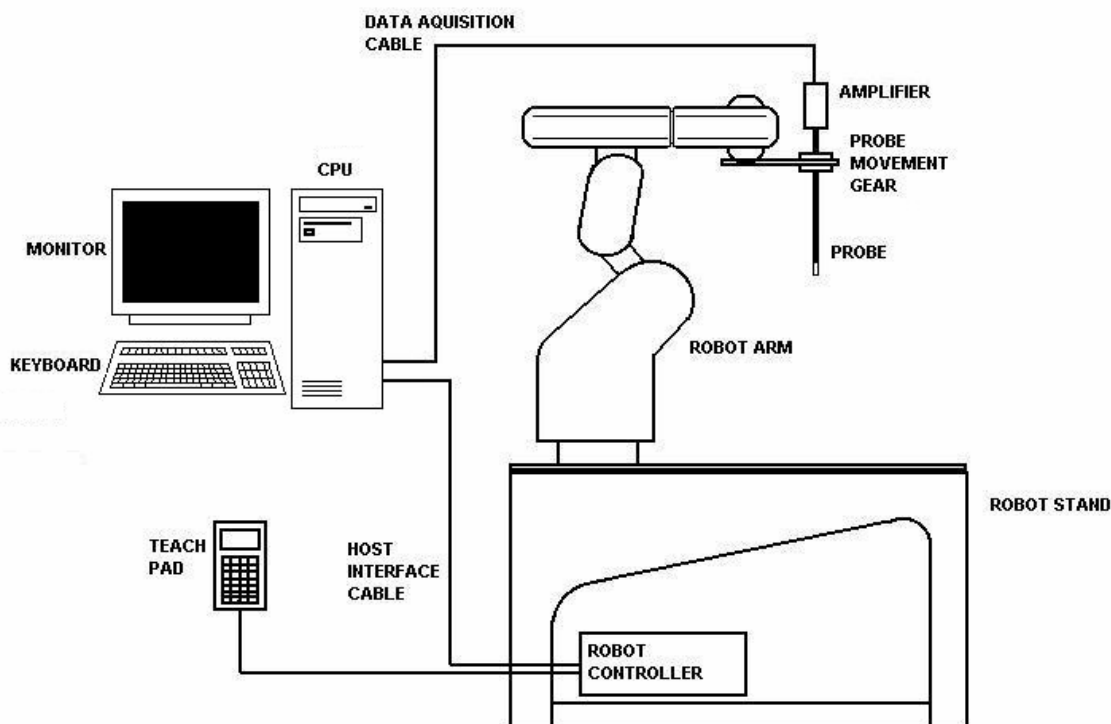 DATA AQUISITION
CABLE
AMPLIFIER
PROBE
MOVEMENT
GEAR
CPU
MONITOR
PROBE
KEYBOARD
ROBOT ARM
ROBOT STAND
TEACH
PAD
HOST
INTERFACE
CABLE
ROBOT
CONTROLLER